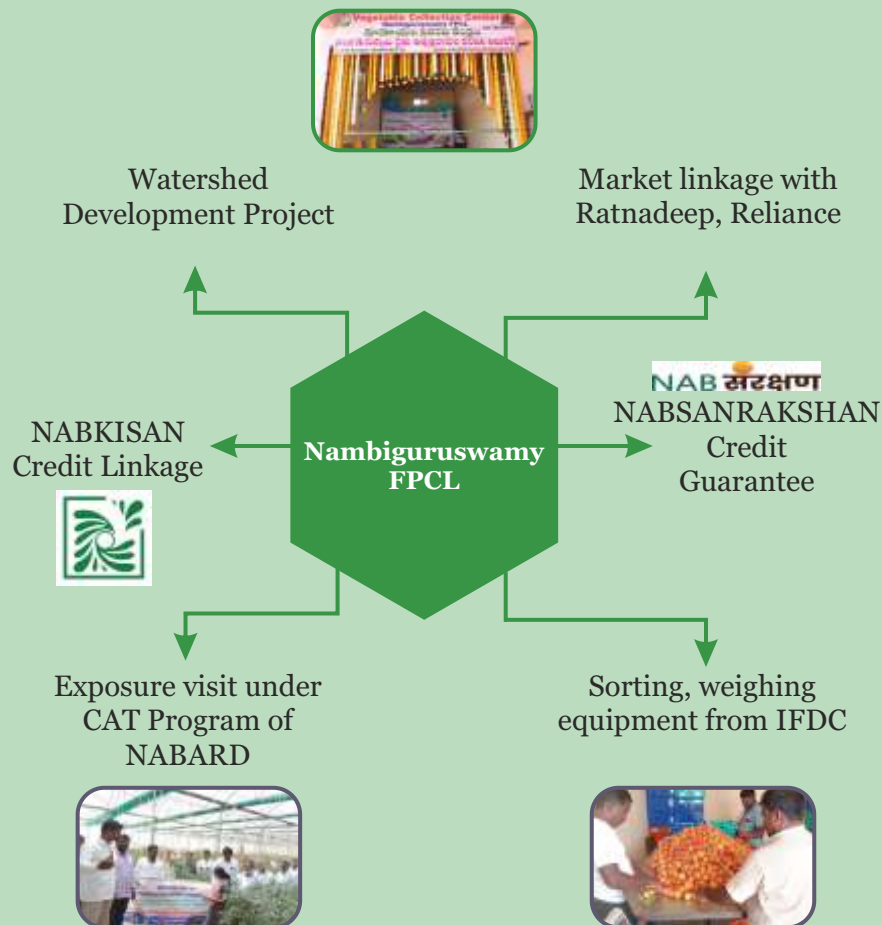 Vegetable Collection Center
Watershed
Development Project
Market linkage with
Ratnadeep, Reliance
NABKISAN
Credit Linkage
Nambiguruswamy
FPCL
NAB संरक्षण
NABSANRAKSHAN
Credit
Guarantee
Exposure visit under
CAT Program of
NABARD
Sorting, weighing
equipment from IFDC